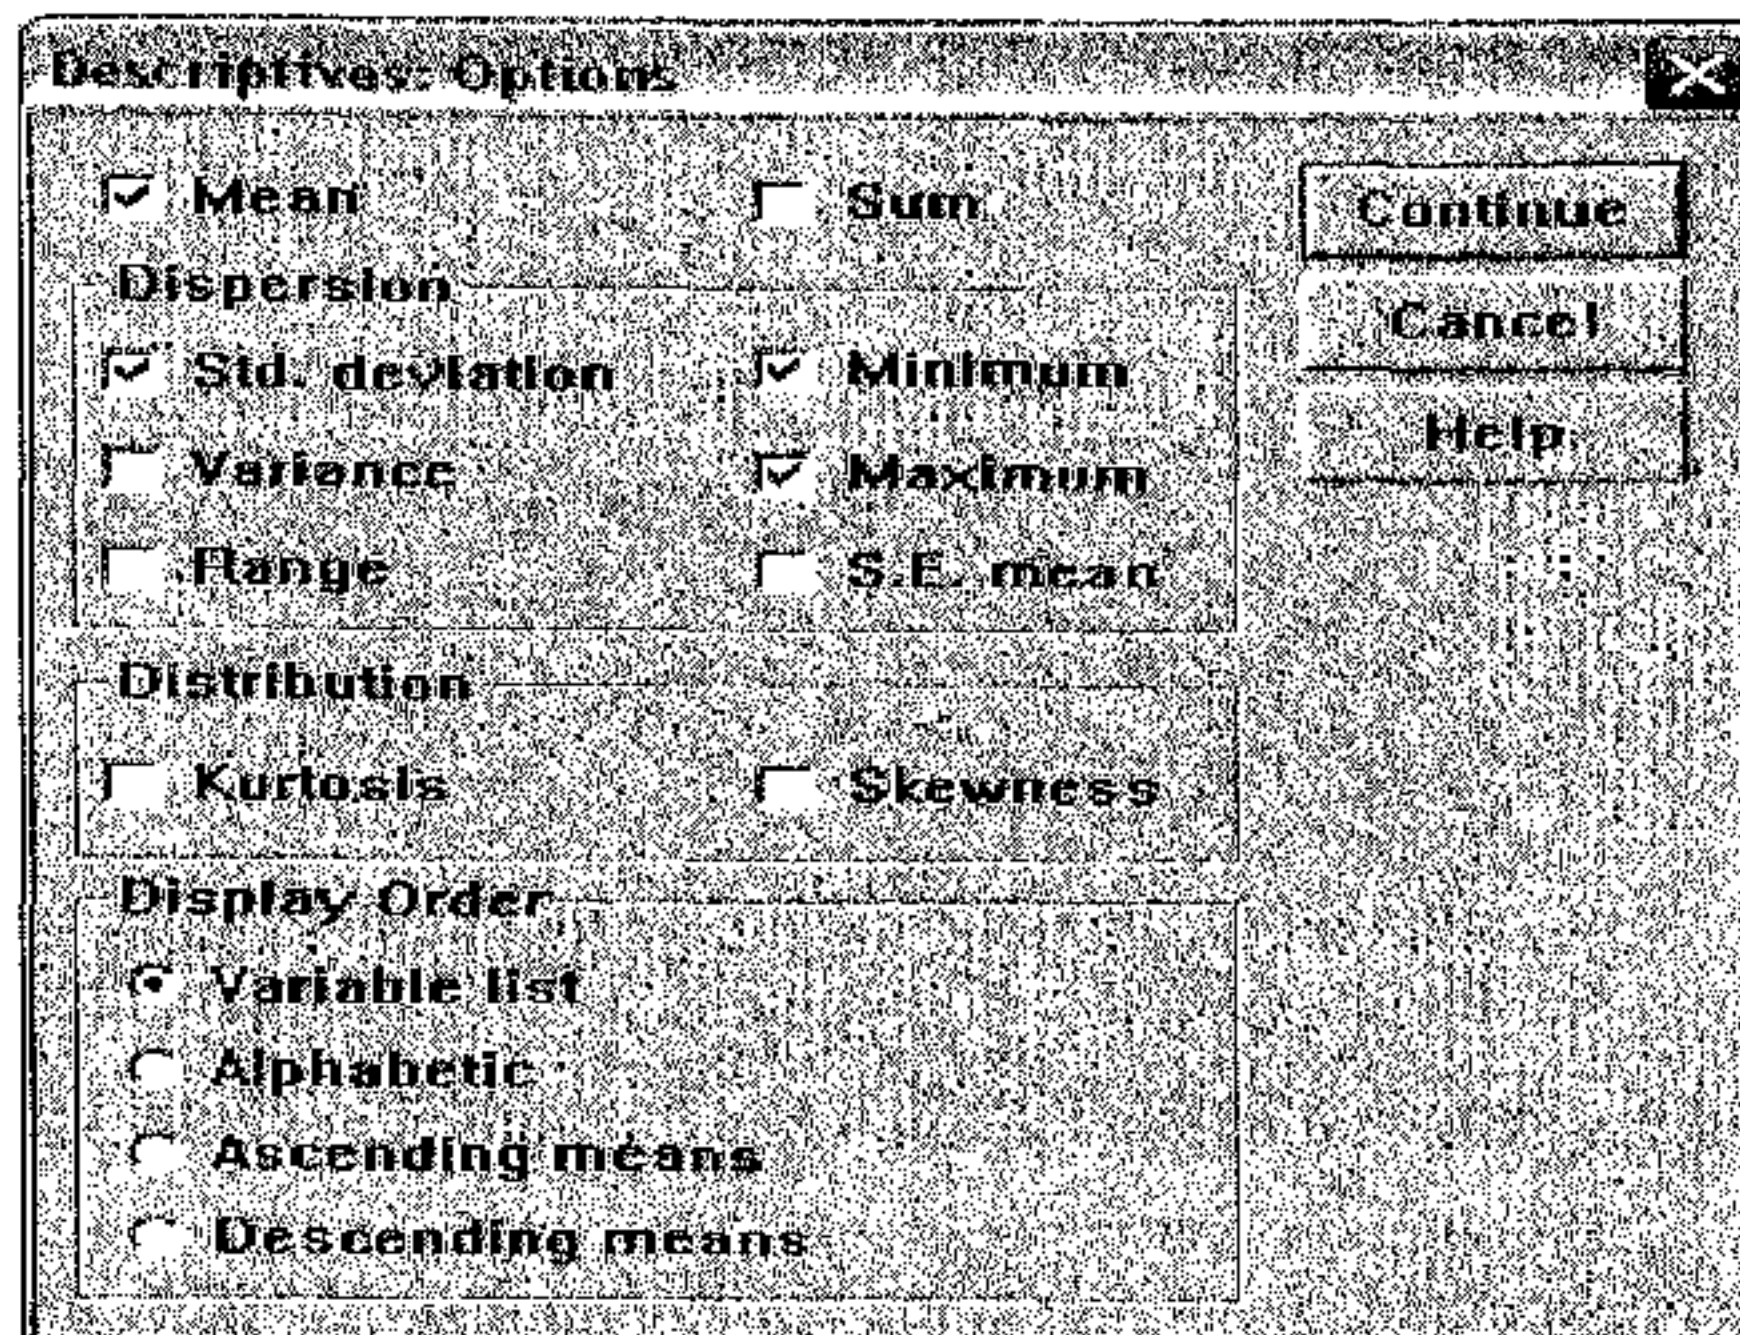 Descriptives: Options
Mean Sum
Continue
Dispersion
Cancel
Std. deviation Minimum
Help
Variance Maximum
Range S.E. mean
Distribution
Kurtosis Skewness
Display Order
Variable list
Alphabetic
Ascending means
Descending means